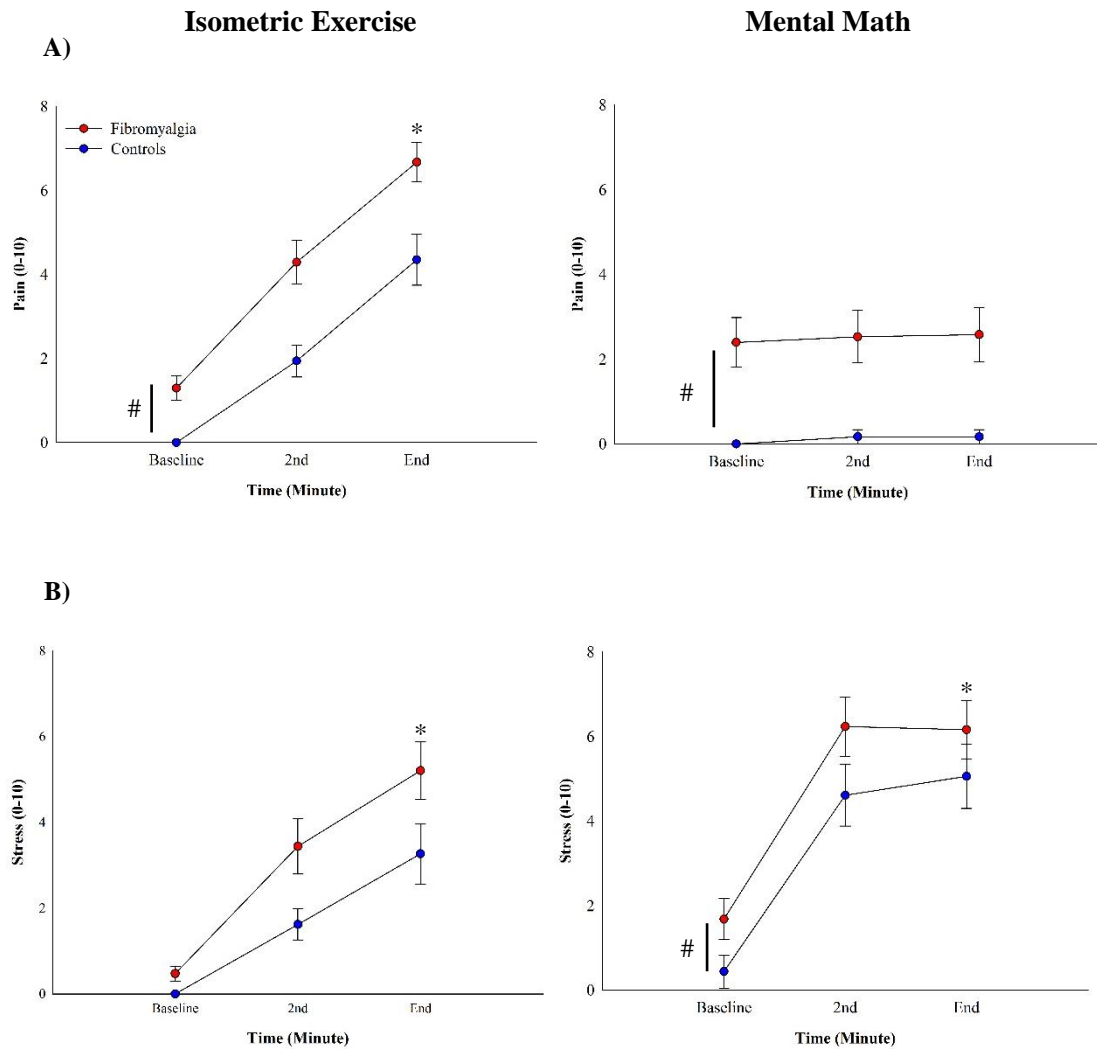 Isometric Exercise
Mental Math
A)
8
6
4
2
0
Pain (0-10)
Fibromyalgia
Controls
*
#
Baseline 2nd End
Time (Minute)
8
6
4
2
0
Pain (0-10)
#
Baseline 2nd End
Time (Minute)
B)
8
6
4
2
0
Stress (0-10)
*
Baseline 2nd End
Time (Minute)
8
6
4
2
0
Stress (0-10)
*
#
Baseline 2nd End
Time (Minute)